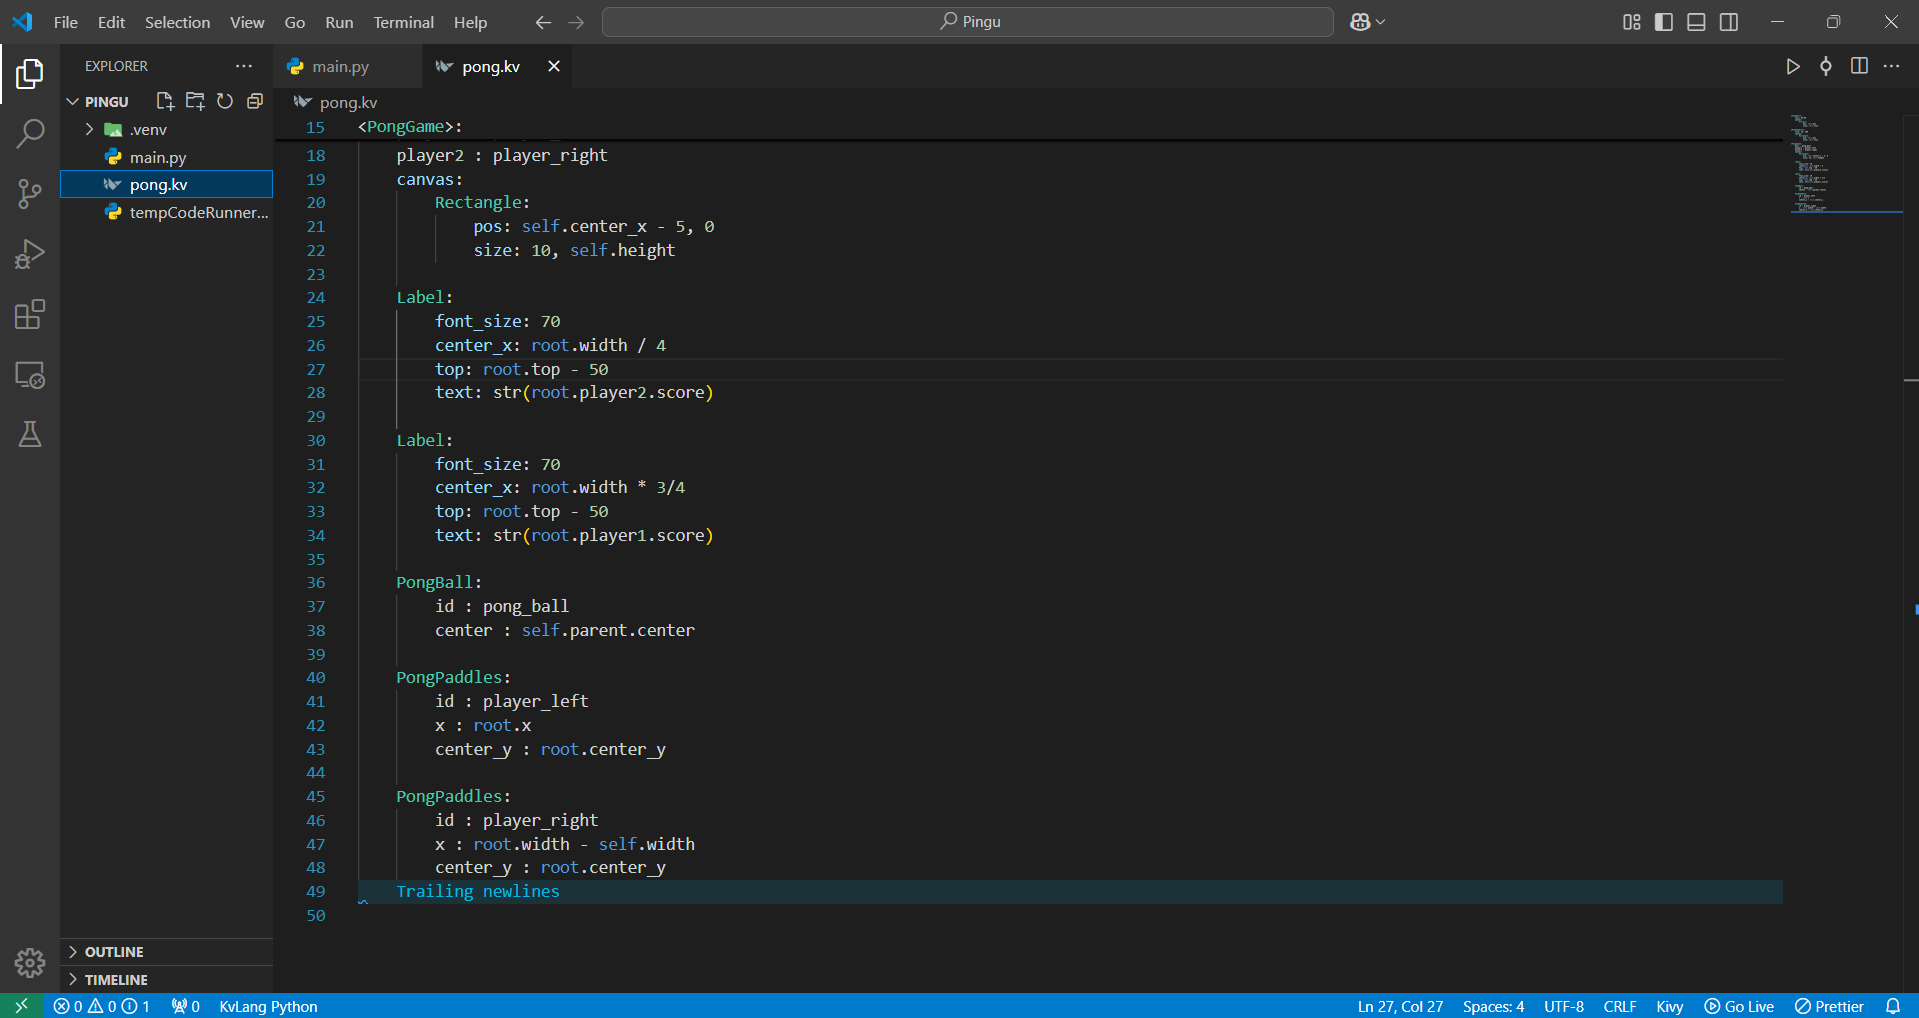 File Edit Selection View Go Run Terminal Help
Pingu
EXPLORER
PINGU
.venv
main.py
pong.kv
tempCodeRunner...
OUTLINE
TIMELINE
main.py
pong.kv
pong.kv
15 <PongGame>:
18 player2 : player_right
19 canvas:
20 Rectangle:
21 pos: self.center_x - 5, 0
22 size: 10, self.height
23
24 Label:
25 font_size: 70
26 center_x: root.width / 4
27 top: root.top - 50
28 text: str(root.player2.score)
29
30 Label:
31 font_size: 70
32 center_x: root.width * 3/4
33 top: root.top - 50
34 text: str(root.player1.score)
35
36 PongBall:
37 id : pong_ball
38 center : self.parent.center
39
40 PongPaddles:
41 id : player_left
42 x : root.x
43 center_y : root.center_y
44
45 PongPaddles:
46 id : player_right
47 x : root.width - self.width
48 center_y : root.center_y
49 Trailing newlines
50
0 0 1 0 KvLang Python Ln 27, Col 27 Spaces: 4 UTF-8 CRLF Kivy Go Live Prettier